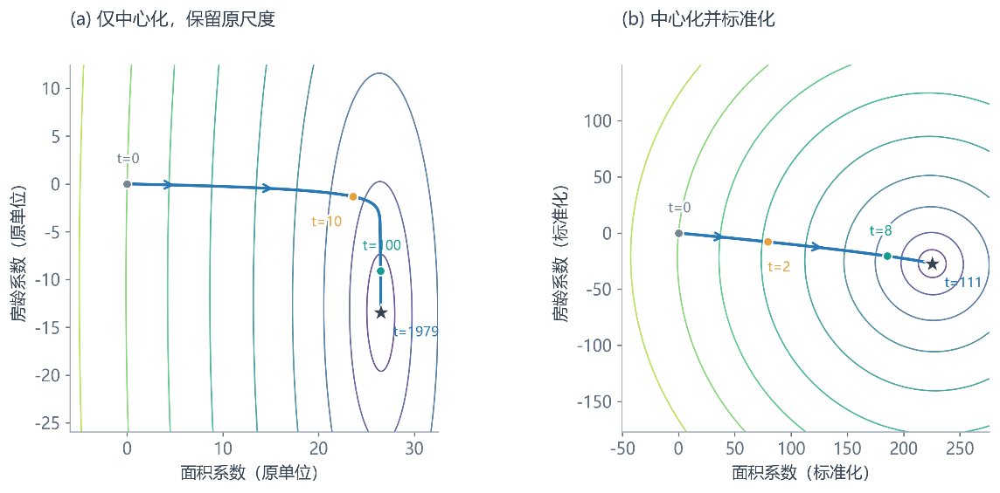 (a) 仅中心化，保留原尺度
房龄系数（原单位）
10
5
0
-5
-10
-15
-20
-25
t=0
t=10
t=100
t=1979
0
10
20
30
面积系数（原单位）
(b) 中心化并标准化
房龄系数（标准化）
100
50
0
-50
-100
-150
t=0
t=2
t=8
t=111
-50
0
50
100
150
200
250
面积系数（标准化）